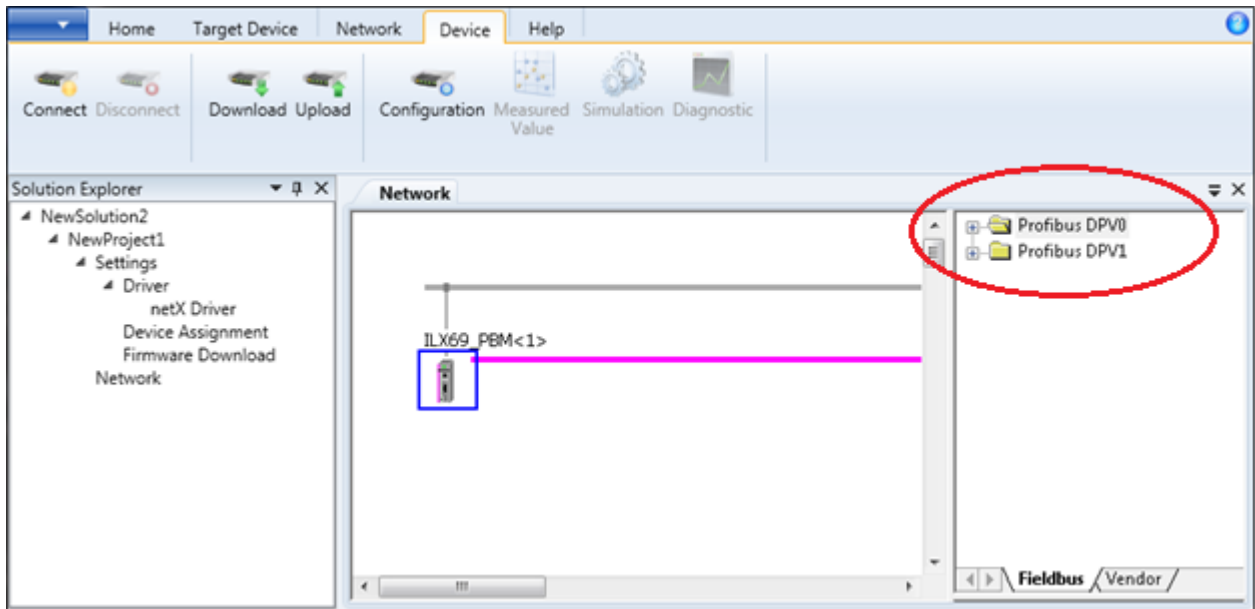 Home Target Device Network Device Help
Connect Disconnect Download Upload Configuration Measured Value Simulation Diagnostic
Solution Explorer
NewSolution2
NewProject1
Settings
Driver
netX Driver
Device Assignment
Firmware Download
Network
Network
ILX69_PBM<1>
Profibus DPV0
Profibus DPV1
Fieldbus Vendor